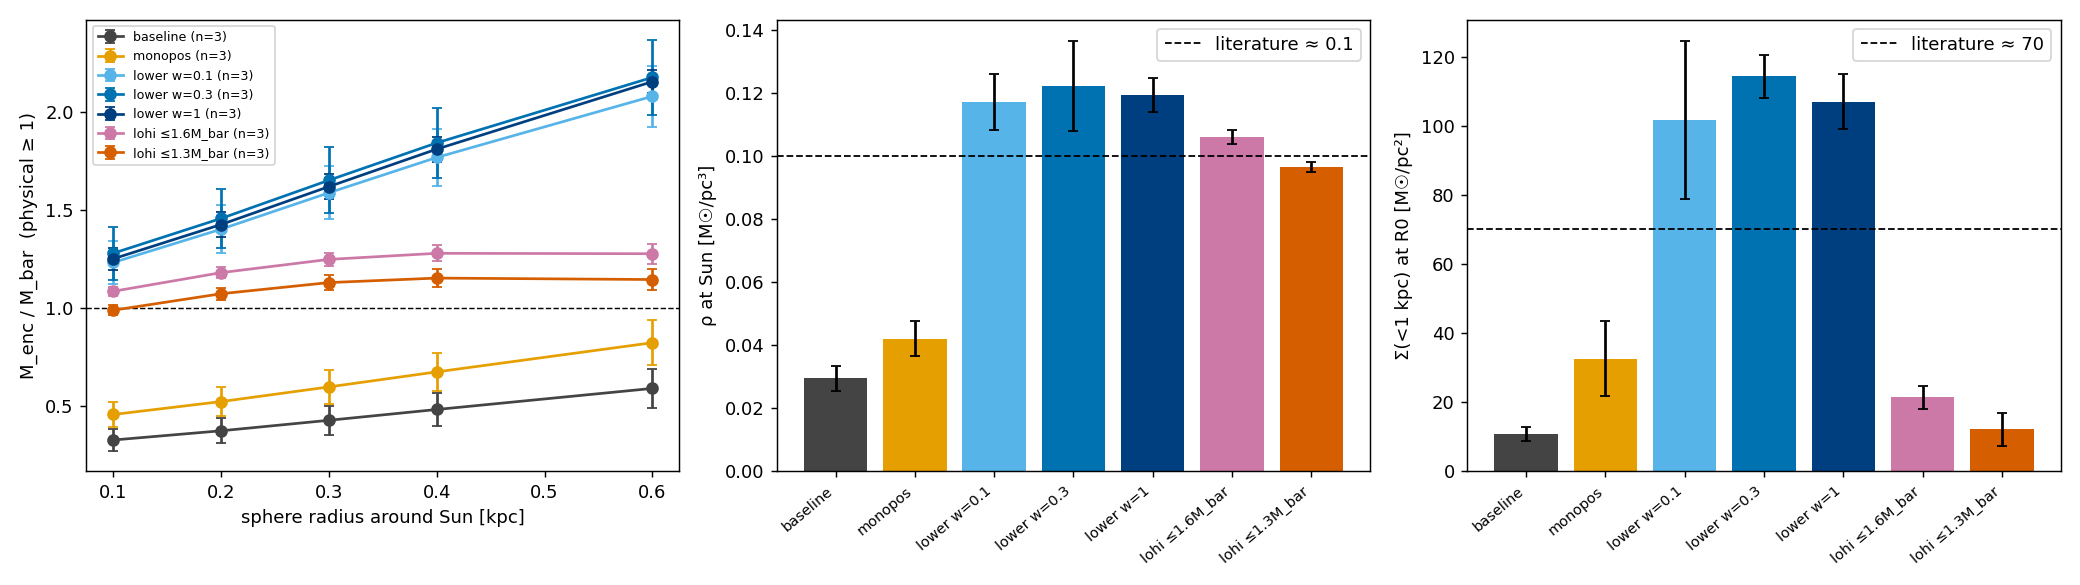 M_enc / M_bar  (physical ≥ 1)
2.0
1.5
1.0
0.5
baseline (n=3)
monopos (n=3)
lower w=0.1 (n=3)
lower w=0.3 (n=3)
lower w=1 (n=3)
lohi ≤1.6M_bar (n=3)
lohi ≤1.3M_bar (n=3)
0.1 0.2 0.3 0.4 0.5 0.6
sphere radius around Sun [kpc]
ρ at Sun [M☉/pc³]
0.14
0.12
0.10
0.08
0.06
0.04
0.02
0.00
literature ≈ 0.1
baseline
monopos
lower w=0.1
lower w=0.3
lower w=1
lohi ≤1.6M_bar
lohi ≤1.3M_bar
Σ(<1 kpc) at R0 [M☉/pc²]
120
100
80
60
40
20
0
literature ≈ 70
baseline
monopos
lower w=0.1
lower w=0.3
lower w=1
lohi ≤1.6M_bar
lohi ≤1.3M_bar